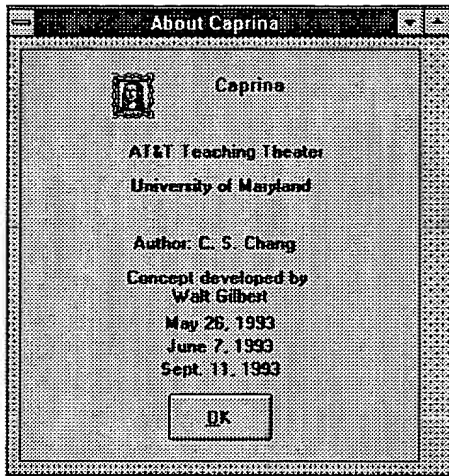 About Caprina
Caprina
AT&T Teaching Theater
University of Maryland
Author: C. S. Chang
Concept developed by
Walt Gilbert
May 26, 1993
June 7, 1993
Sept. 11, 1993
OK